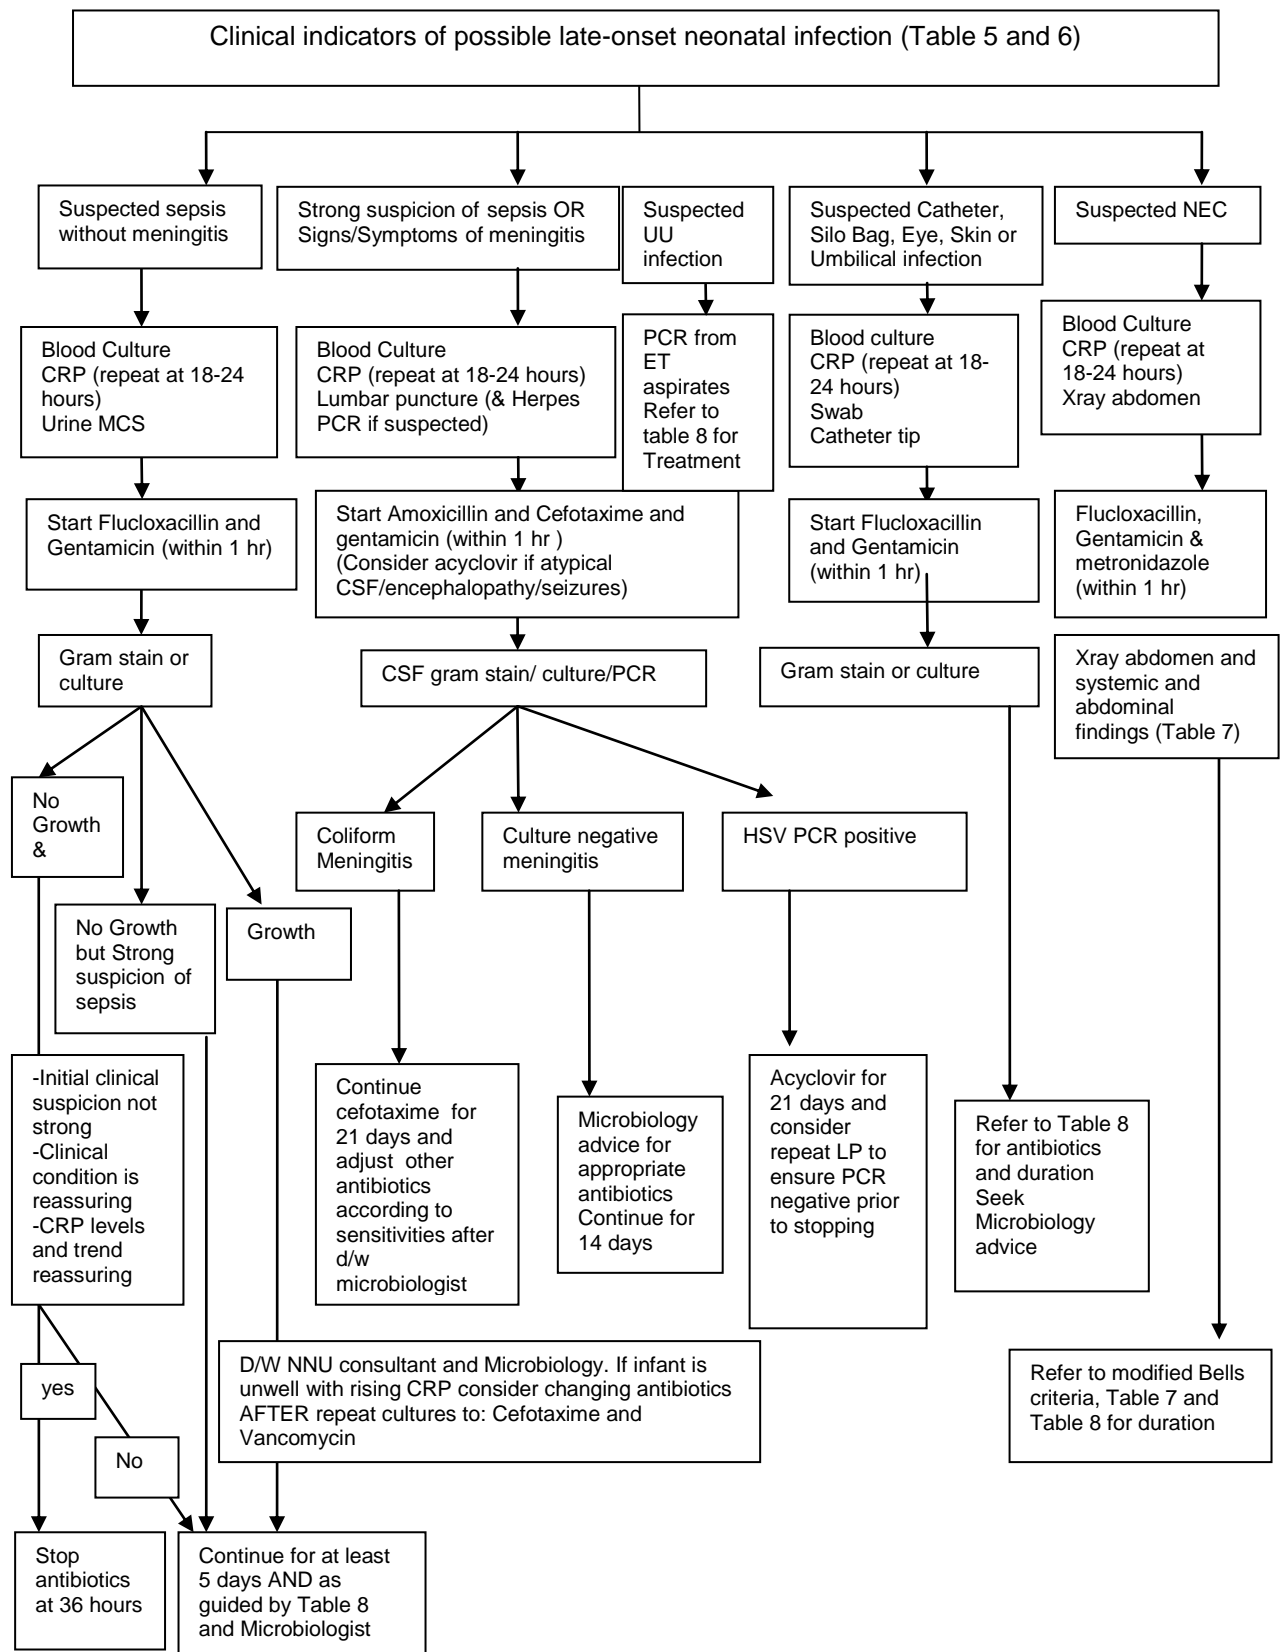 Clinical indicators of possible late-onset neonatal infection (Table 5 and 6)
Suspected sepsis
without meningitis
Strong suspicion of sepsis OR
Signs/Symptoms of meningitis
Suspected
UU
infection
Suspected Catheter,
Silo Bag, Eye, Skin or
Umbilical infection
Suspected NEC
Blood Culture
CRP (repeat at 18-24
hours)
Urine MCS
Blood Culture
CRP (repeat at 18-24 hours)
Lumbar puncture (& Herpes
PCR if suspected)
PCR from
ET
aspirates
Refer to
table 8 for
Treatment
Blood culture
CRP (repeat at 18-
24 hours)
Swab
Catheter tip
Blood Culture
CRP (repeat at
18-24 hours)
Xray abdomen
Start Flucloxacillin and
Gentamicin (within 1 hr)
Start Amoxicillin and Cefotaxime and
gentamicin (within 1 hr )
(Consider acyclovir if atypical
CSF/encephalopathy/seizures)
Start Flucloxacillin
and Gentamicin
(within 1 hr)
Flucloxacillin,
Gentamicin &
metronidazole
(within 1 hr)
Gram stain or
culture
CSF gram stain/ culture/PCR
Gram stain or culture
Xray abdomen and
systemic and
abdominal
findings (Table 7)
No
Growth
&
No Growth
but Strong
suspicion of
sepsis
Growth
Coliform
Meningitis
Culture negative
meningitis
HSV PCR positive
-Initial clinical
suspicion not
strong
-Clinical
condition is
reassuring
-CRP levels
and trend
reassuring
Continue
cefotaxime for
21 days and
adjust other
antibiotics
according to
sensitivities after
d/w
microbiologist
Microbiology
advice for
appropriate
antibiotics
Continue for
14 days
Acyclovir for
21 days and
consider
repeat LP to
ensure PCR
negative prior
to stopping
Refer to Table 8
for antibiotics
and duration
Seek
Microbiology
advice
D/W NNU consultant and Microbiology. If infant is
unwell with rising CRP consider changing antibiotics
AFTER repeat cultures to: Cefotaxime and
Vancomycin
Refer to modified Bells
criteria, Table 7 and
Table 8 for duration
yes
No
Stop
antibiotics
at 36 hours
Continue for at least
5 days AND as
guided by Table 8
and Microbiologist